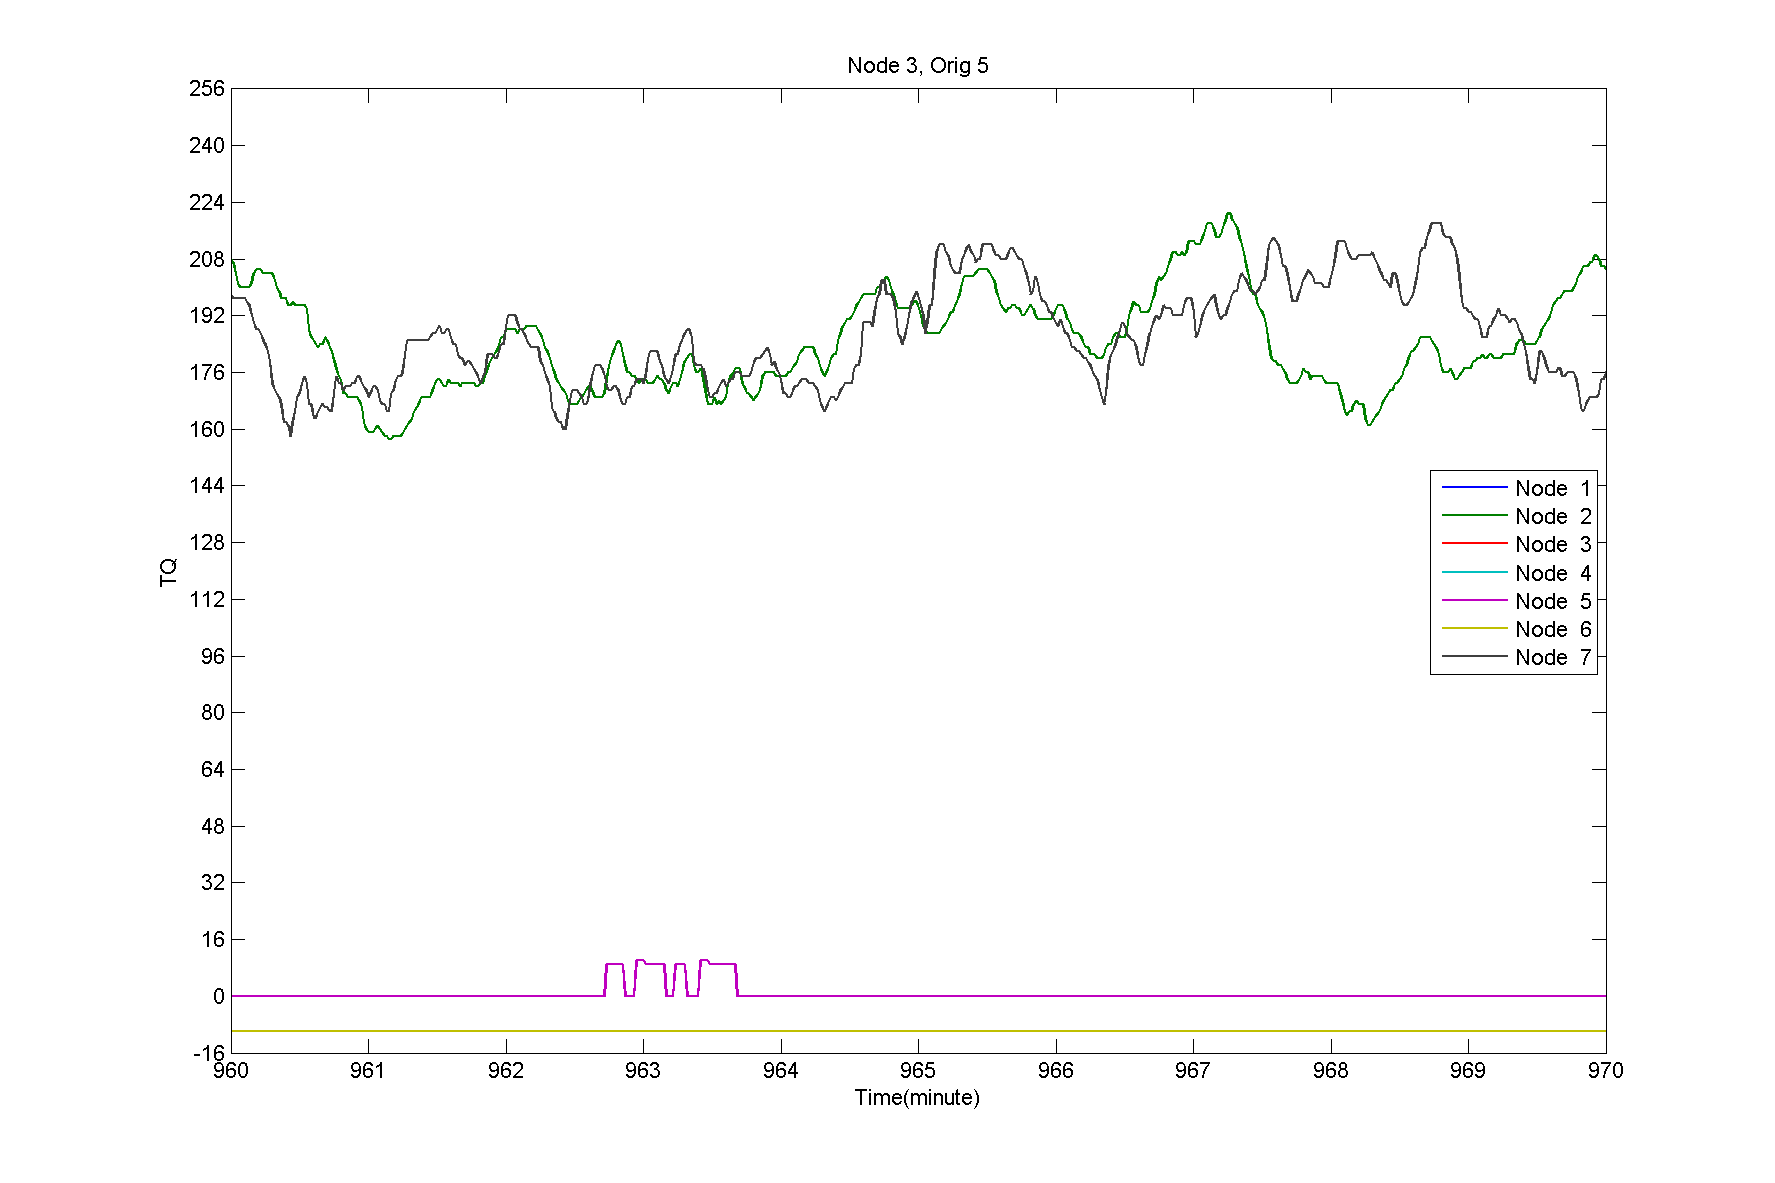 Node 3, Orig 5
256
240
224
208
192
176
160
144
128
112
96
80
64
48
32
16
0
-16
TQ
Node 1
Node 2
Node 3
Node 4
Node 5
Node 6
Node 7
960 961 962 963 964 965 966 967 968 969 970
Time(minute)